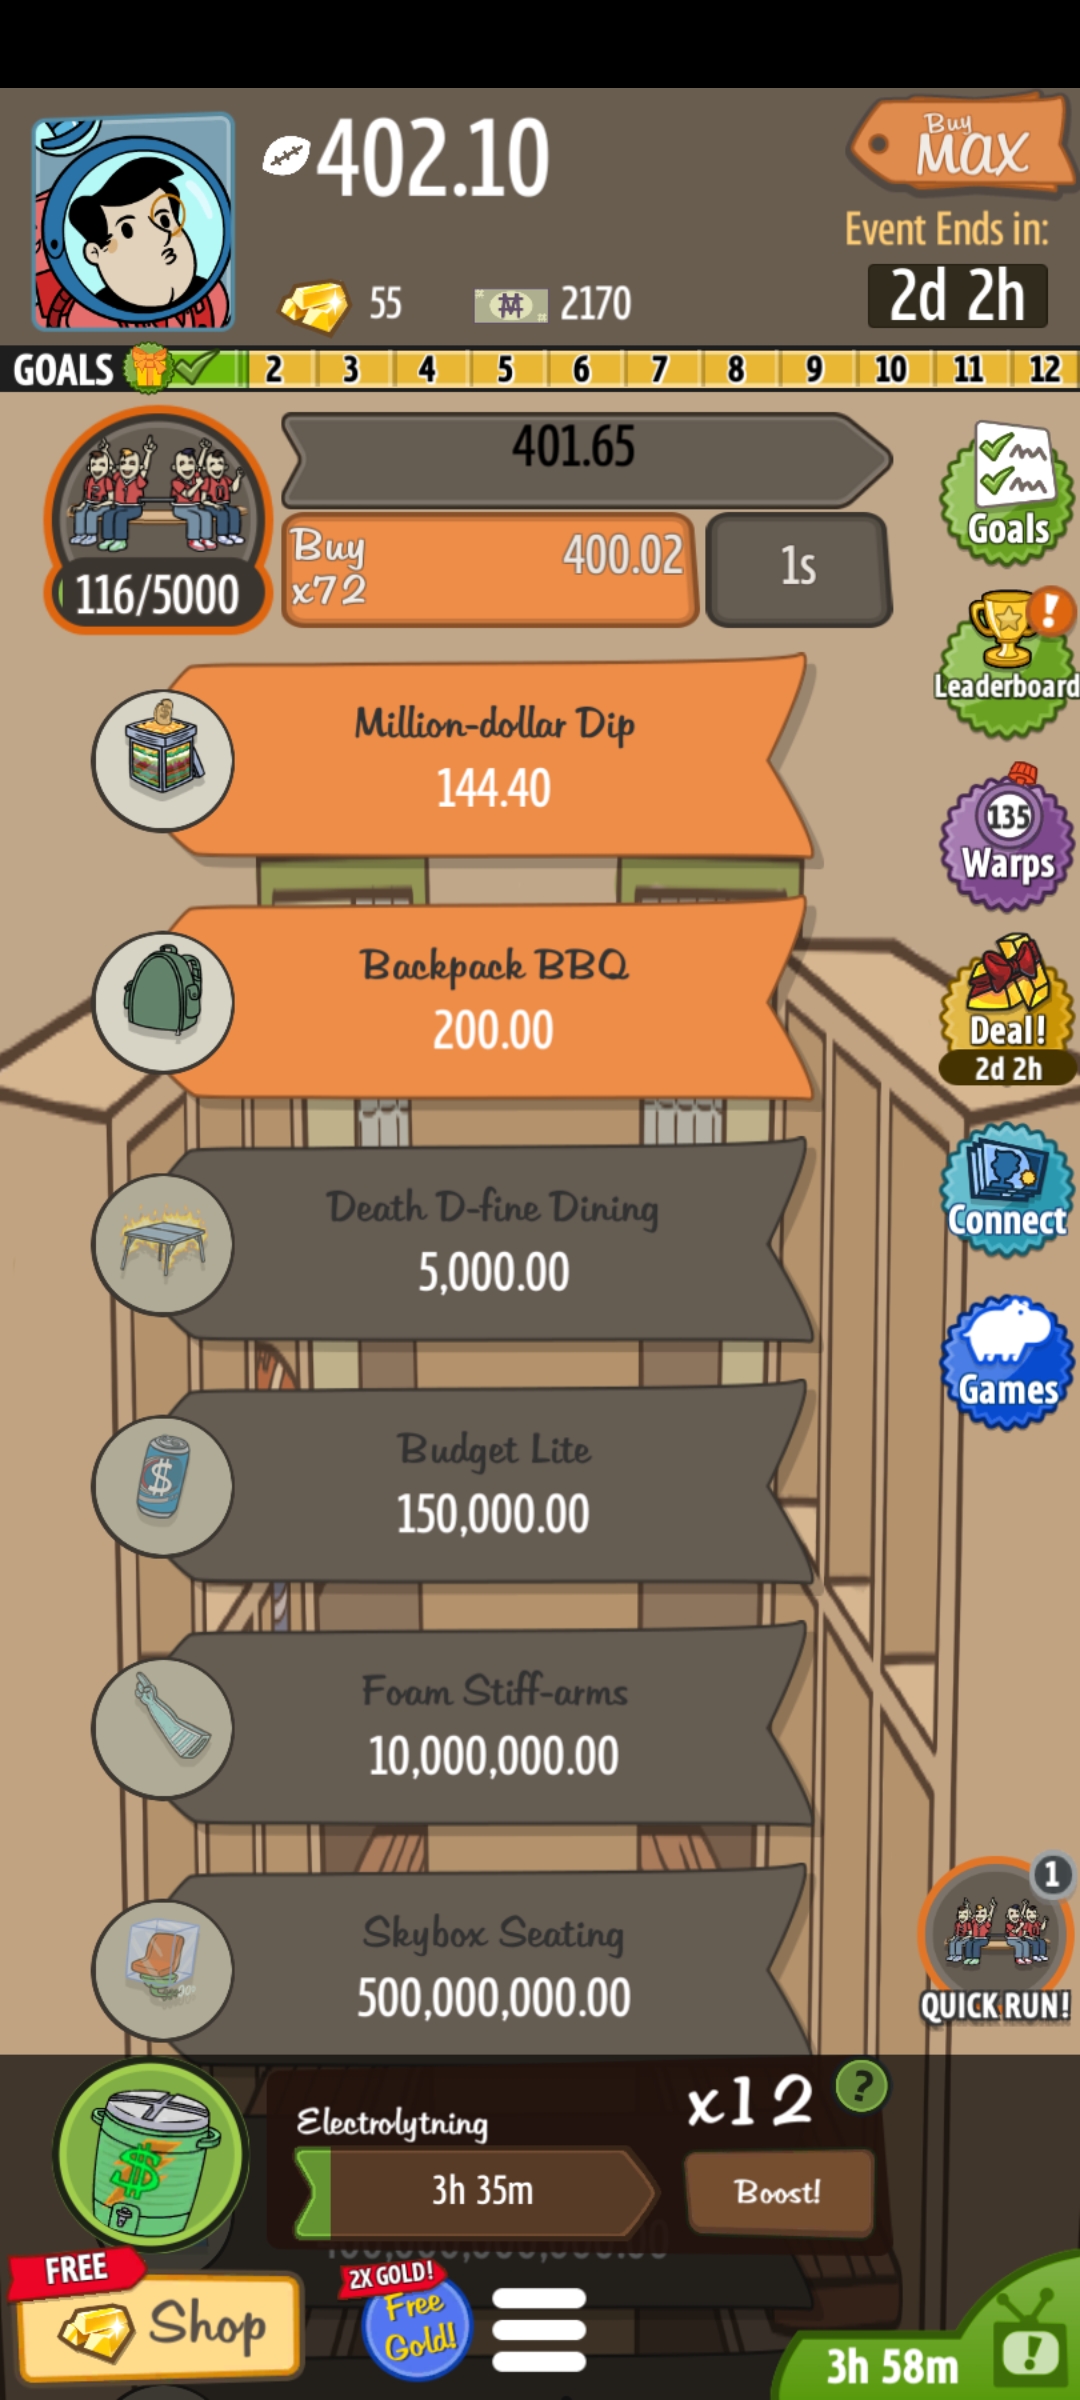 402.10
Buy
MAX
Event Ends in:
2d 2h
55
2170
GOALS 2 3 4 5 6 7 8 9 10 11 12
401.65
116/5000
Buy
x72
400.02
1s
Goals
Leaderboard
!
Million-dollar Dip
144.40
135
Warps
Backpack BBQ
200.00
Deal!
2d 2h
Death D-fine Dining
5,000.00
Connect
Games
Budget Lite
150,000.00
Foam Stiff-arms
10,000,000.00
Skybox Seating
500,000,000.00
1
QUICK RUN!
Electrolytning
3h 35m
x12
?
Boost!
FREE
Shop
2X GOLD!
Free
Gold!
3h 58m
!